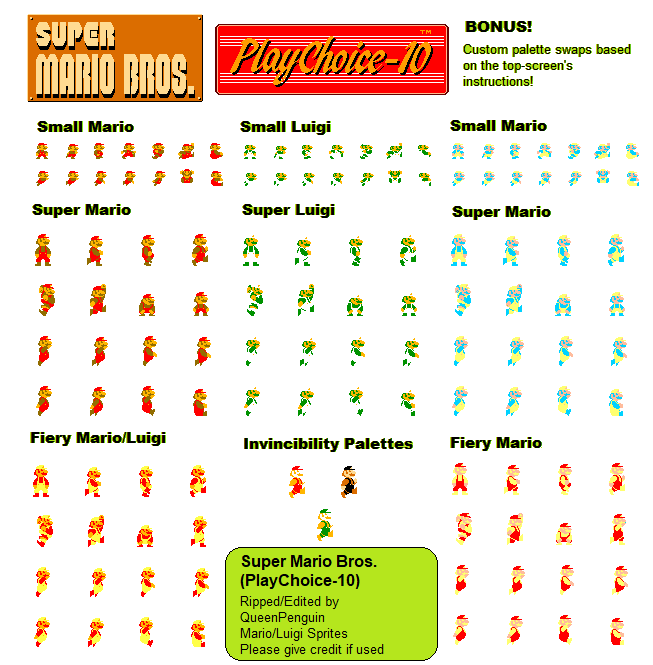 SUPER
MARIO BROS.
PlayChoice-10
TM
BONUS!
Custom palette swaps based
on the top-screen's
instructions!
Small Mario
Small Luigi
Small Mario
Super Mario
Super Luigi
Super Mario
Fiery Mario/Luigi
Invincibility Palettes
Fiery Mario
Super Mario Bros.
(PlayChoice-10)
Ripped/Edited by
QueenPenguin
Mario/Luigi Sprites
Please give credit if used